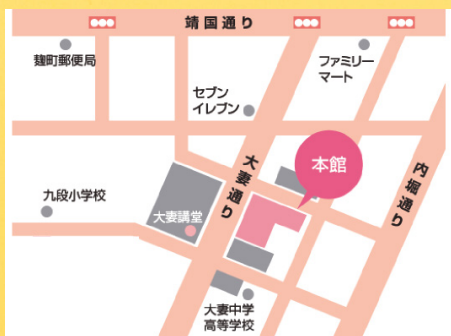 靖国通り
麹町郵便局
ファミリー
マート
セブン
イレブン
大妻通り
本館
内堀通り
九段小学校
大妻講堂
大妻中学
高等学校